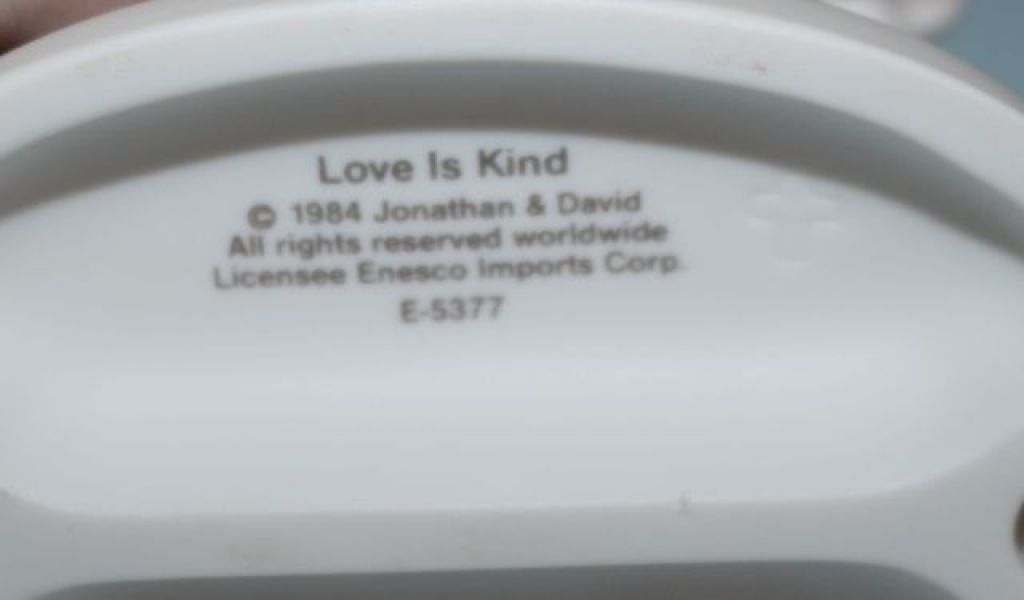 Love Is Kind
© 1984 Jonathan & David
All rights reserved worldwide
Licensee Enesco Imports Corp.
E-5377